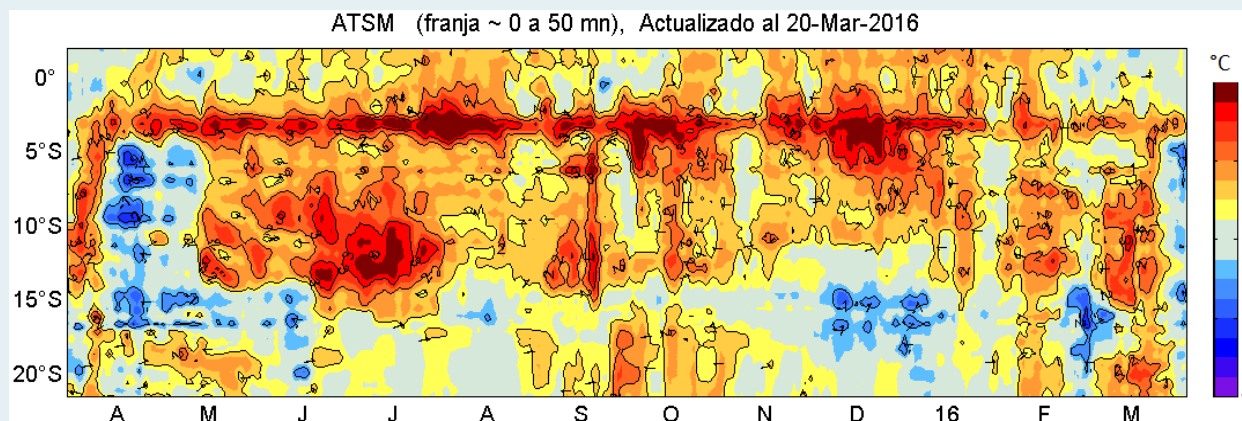 ATSM (franja ~ 0 a 50 mn), Actualizado al 20-Mar-2016
°C
0°
5°S
10°S
15°S
20°S
A M J J A S O N D 16 F M